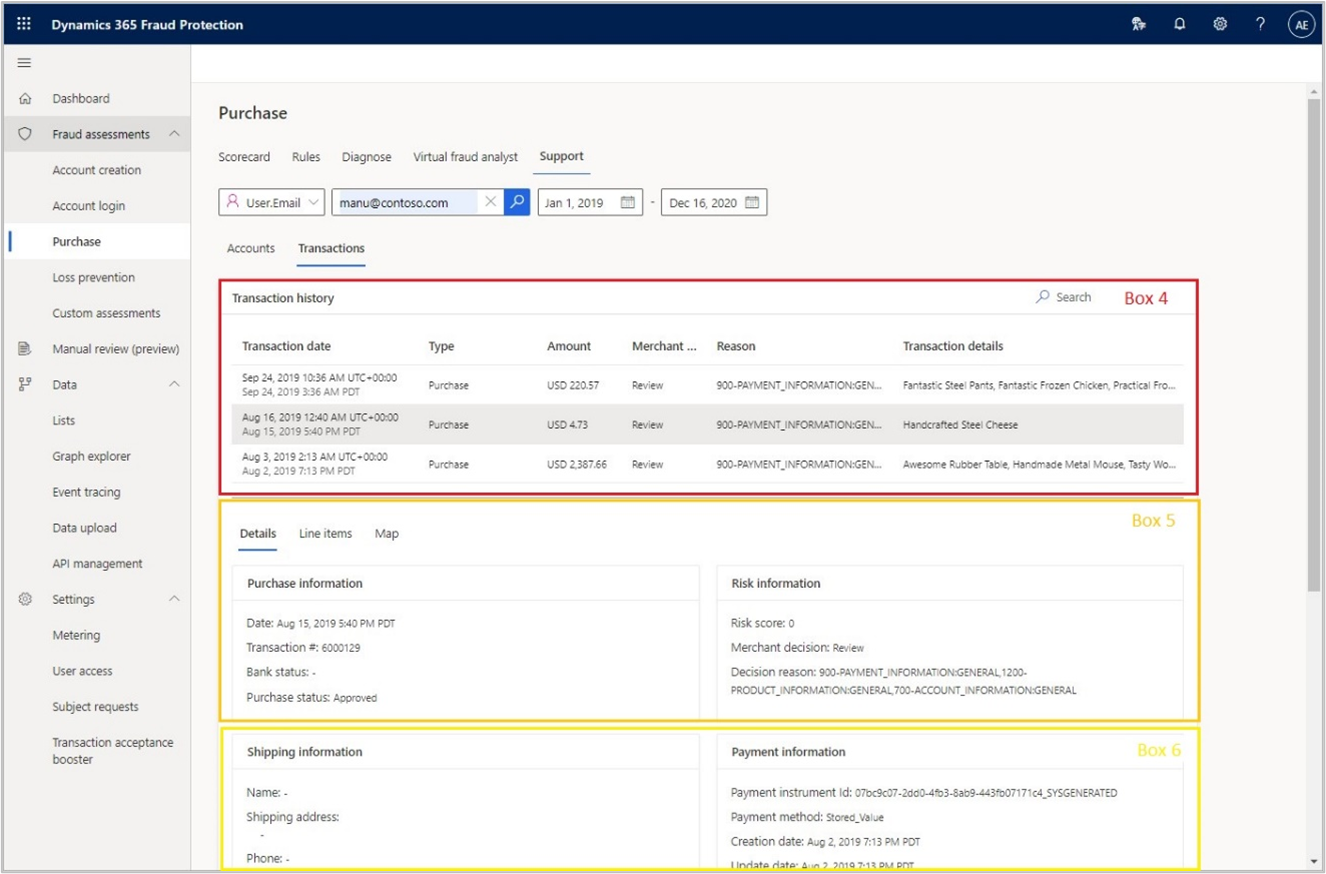 Dynamics 365 Fraud Protection
?
AE
Dashboard
Fraud assessments
Account creation
Account login
Purchase
Loss prevention
Custom assessments
Manual review (preview)
Data
Lists
Graph explorer
Event tracing
Data upload
API management
Settings
Metering
User access
Subject requests
Transaction acceptance
booster
Purchase
Scorecard Rules Diagnose Virtual fraud analyst Support
User.Email manu@contoso.com Jan 1, 2019 - Dec 16, 2020
Accounts Transactions
Transaction history Search Box 4
Transaction date Type Amount Merchant ... Reason Transaction details
Sep 24, 2019 10:36 AM UTC+00:00
Sep 24, 2019 3:36 AM PDT
Purchase USD 220.57 Review 900-PAYMENT_INFORMATION:GEN... Fantastic Steel Pants, Fantastic Frozen Chicken, Practical Fro...
Aug 16, 2019 12:40 AM UTC+00:00
Aug 15, 2019 5:40 PM PDT
Purchase USD 4.73 Review 900-PAYMENT_INFORMATION:GEN... Handcrafted Steel Cheese
Aug 3, 2019 2:13 AM UTC+00:00
Aug 2, 2019 7:13 PM PDT
Purchase USD 2,387.66 Review 900-PAYMENT_INFORMATION:GEN... Awesome Rubber Table, Handmade Metal Mouse, Tasty Wo...
Box 5
Details Line items Map
Purchase information
Date: Aug 15, 2019 5:40 PM PDT
Transaction #: 6000129
Bank status: -
Purchase status: Approved
Risk information
Risk score: 0
Merchant decision: Review
Decision reason: 900-PAYMENT_INFORMATION:GENERAL,1200-
PRODUCT_INFORMATION:GENERAL,700-ACCOUNT_INFORMATION:GENERAL
Shipping information
Name: -
Shipping address:
-
Phone: -
Payment information Box 6
Payment instrument Id: 07bc9c07-2dd0-4fb3-8ab9-443fb07171c4_SYSGENERATED
Payment method: Stored_Value
Creation date: Aug 2, 2019 7:13 PM PDT
Update date: Aug 2, 2019 7:13 PM PDT